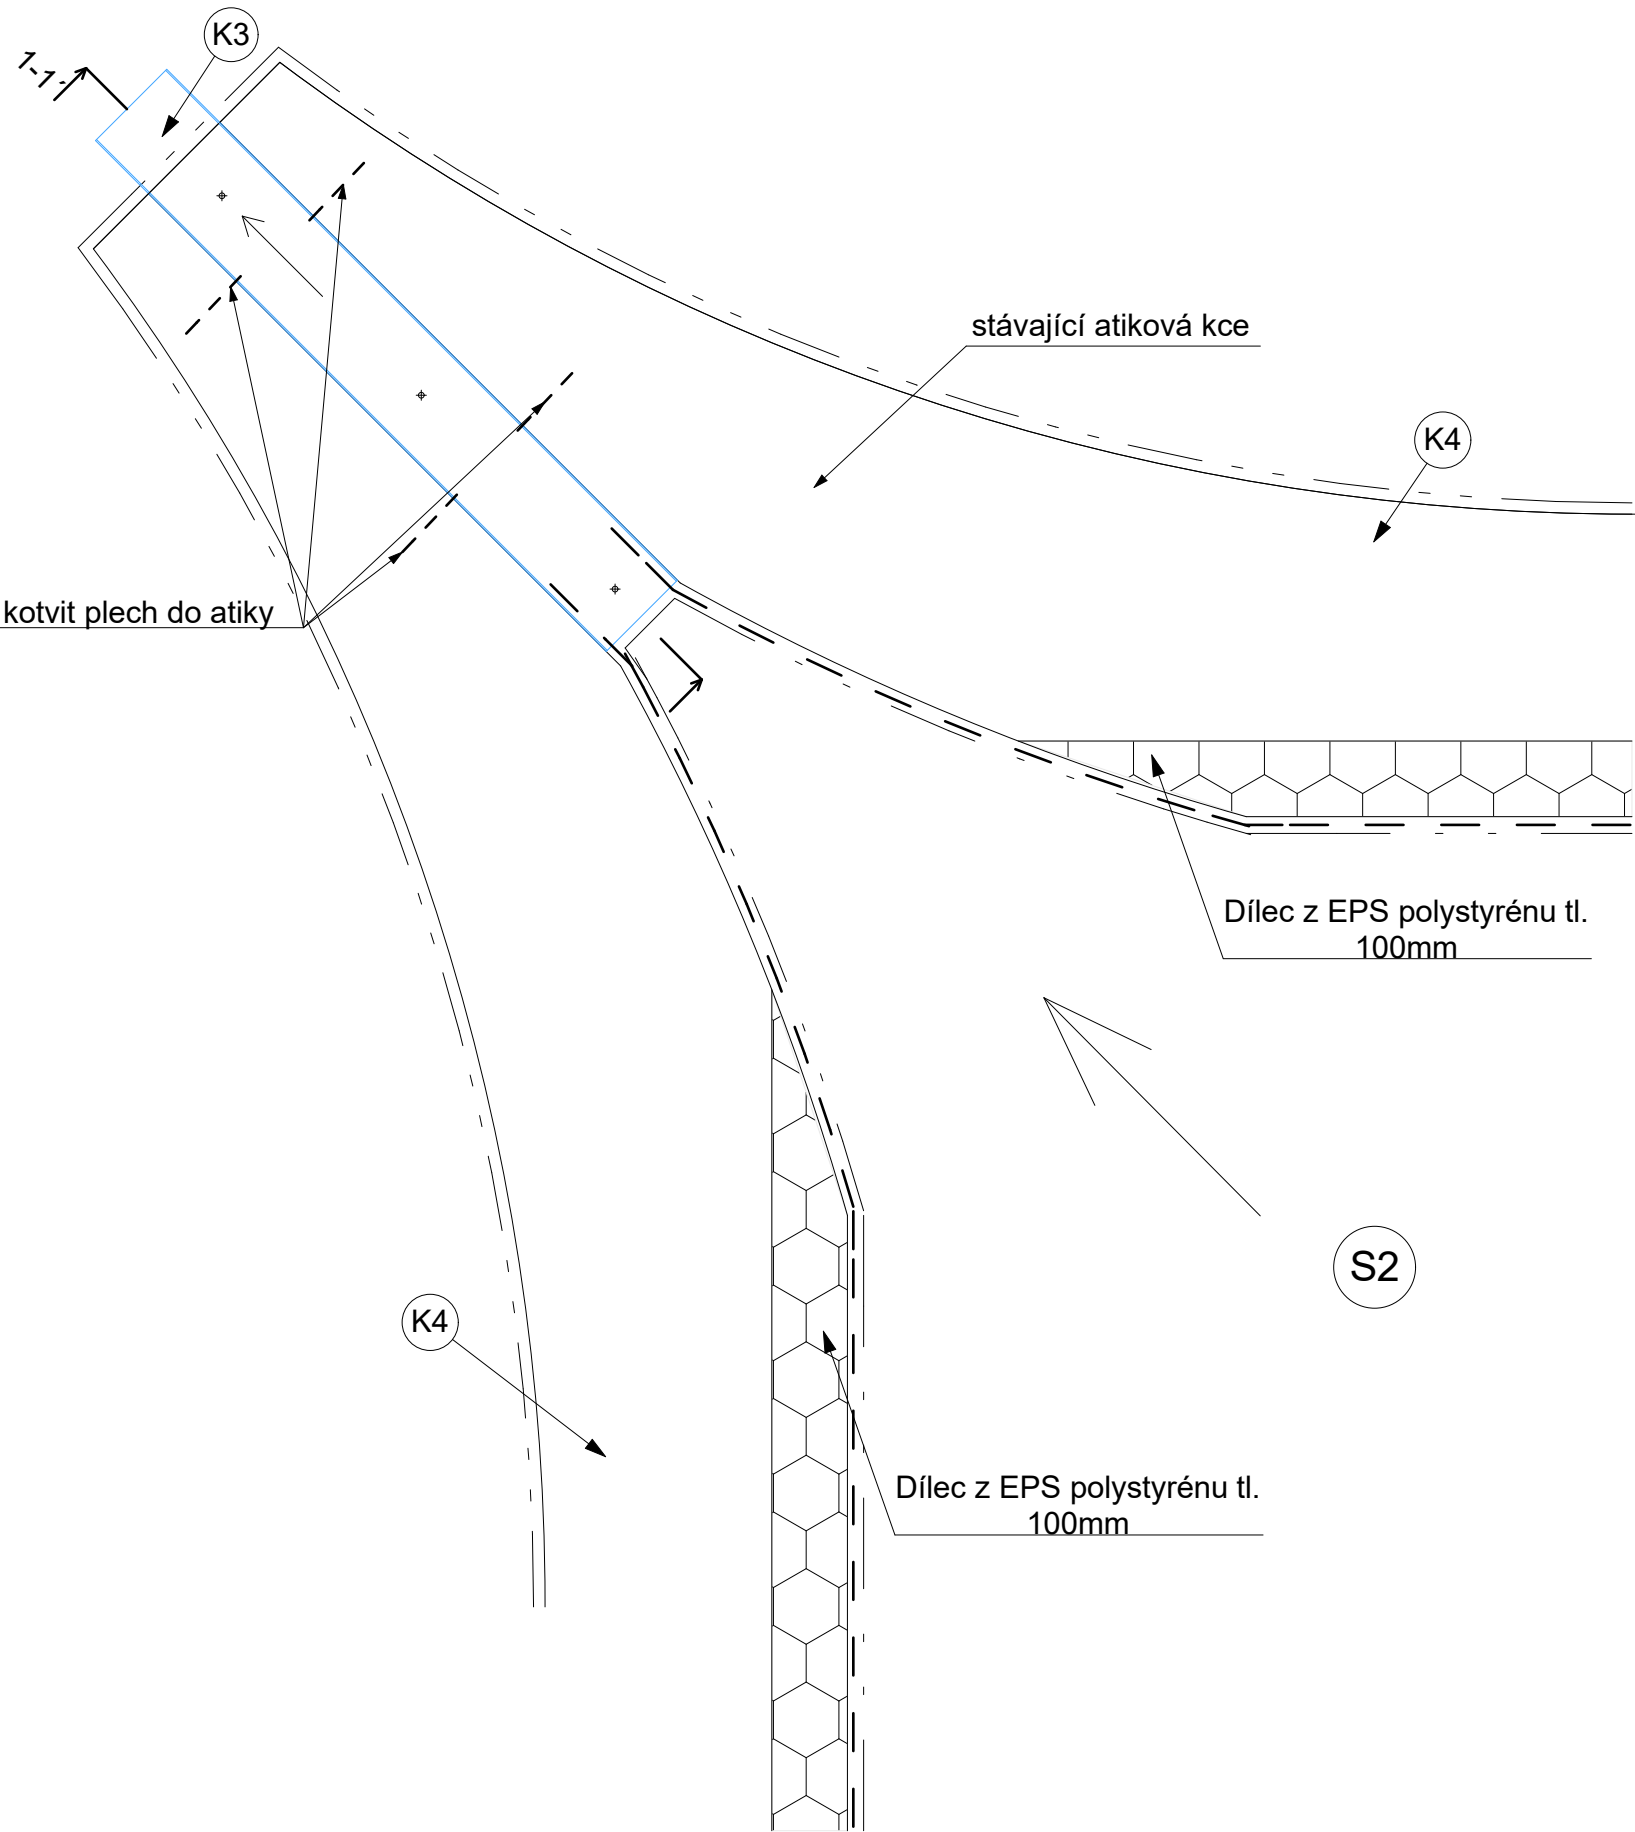 K3
1-1'
stávající atiková kce
K4
kotvit plech do atiky
Dílec z EPS polystyrénu tl.
100mm
S2
K4
Dílec z EPS polystyrénu tl.
100mm